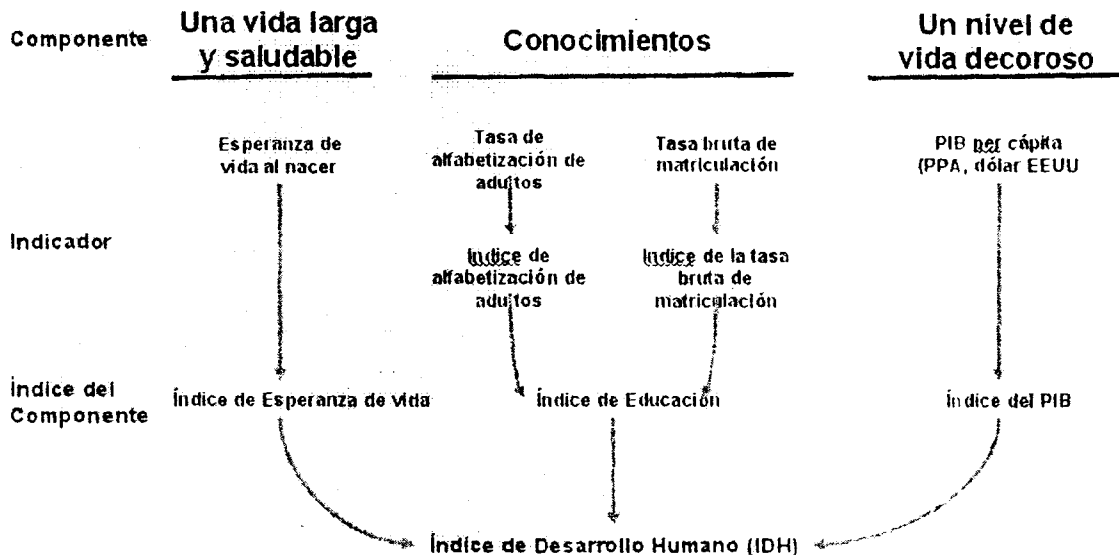 Componente
Una vida larga
y saludable
Conocimientos
Un nivel de
vida decoroso
Esperanza de
vida al nacer
Tasa de
alfabetización de
adultos
Tasa bruta de
matriculación
PIB per cápita
(PPA, dólar EEUU
Indicador
Indice de
alfabetización de
adultos
Indice de la tasa
bruta de
matriculación
Índice del
Componente
Índice de Esperanza de vida
Índice de Educación
Índice del PIB
Índice de Desarrollo Humano (IDH)